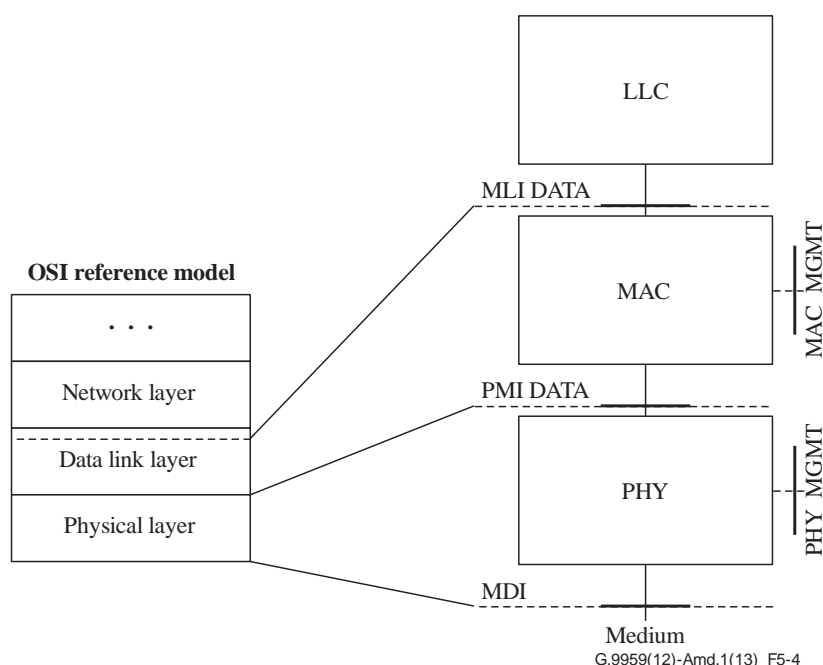 LLC
MLI DATA
OSI reference model
MAC
MAC MGMT
. . .
Network layer
PMI DATA
Data link layer
PHY
PHY MGMT
Physical layer
MDI
Medium
G.9959(12)-Amd.1(13)_F5-4